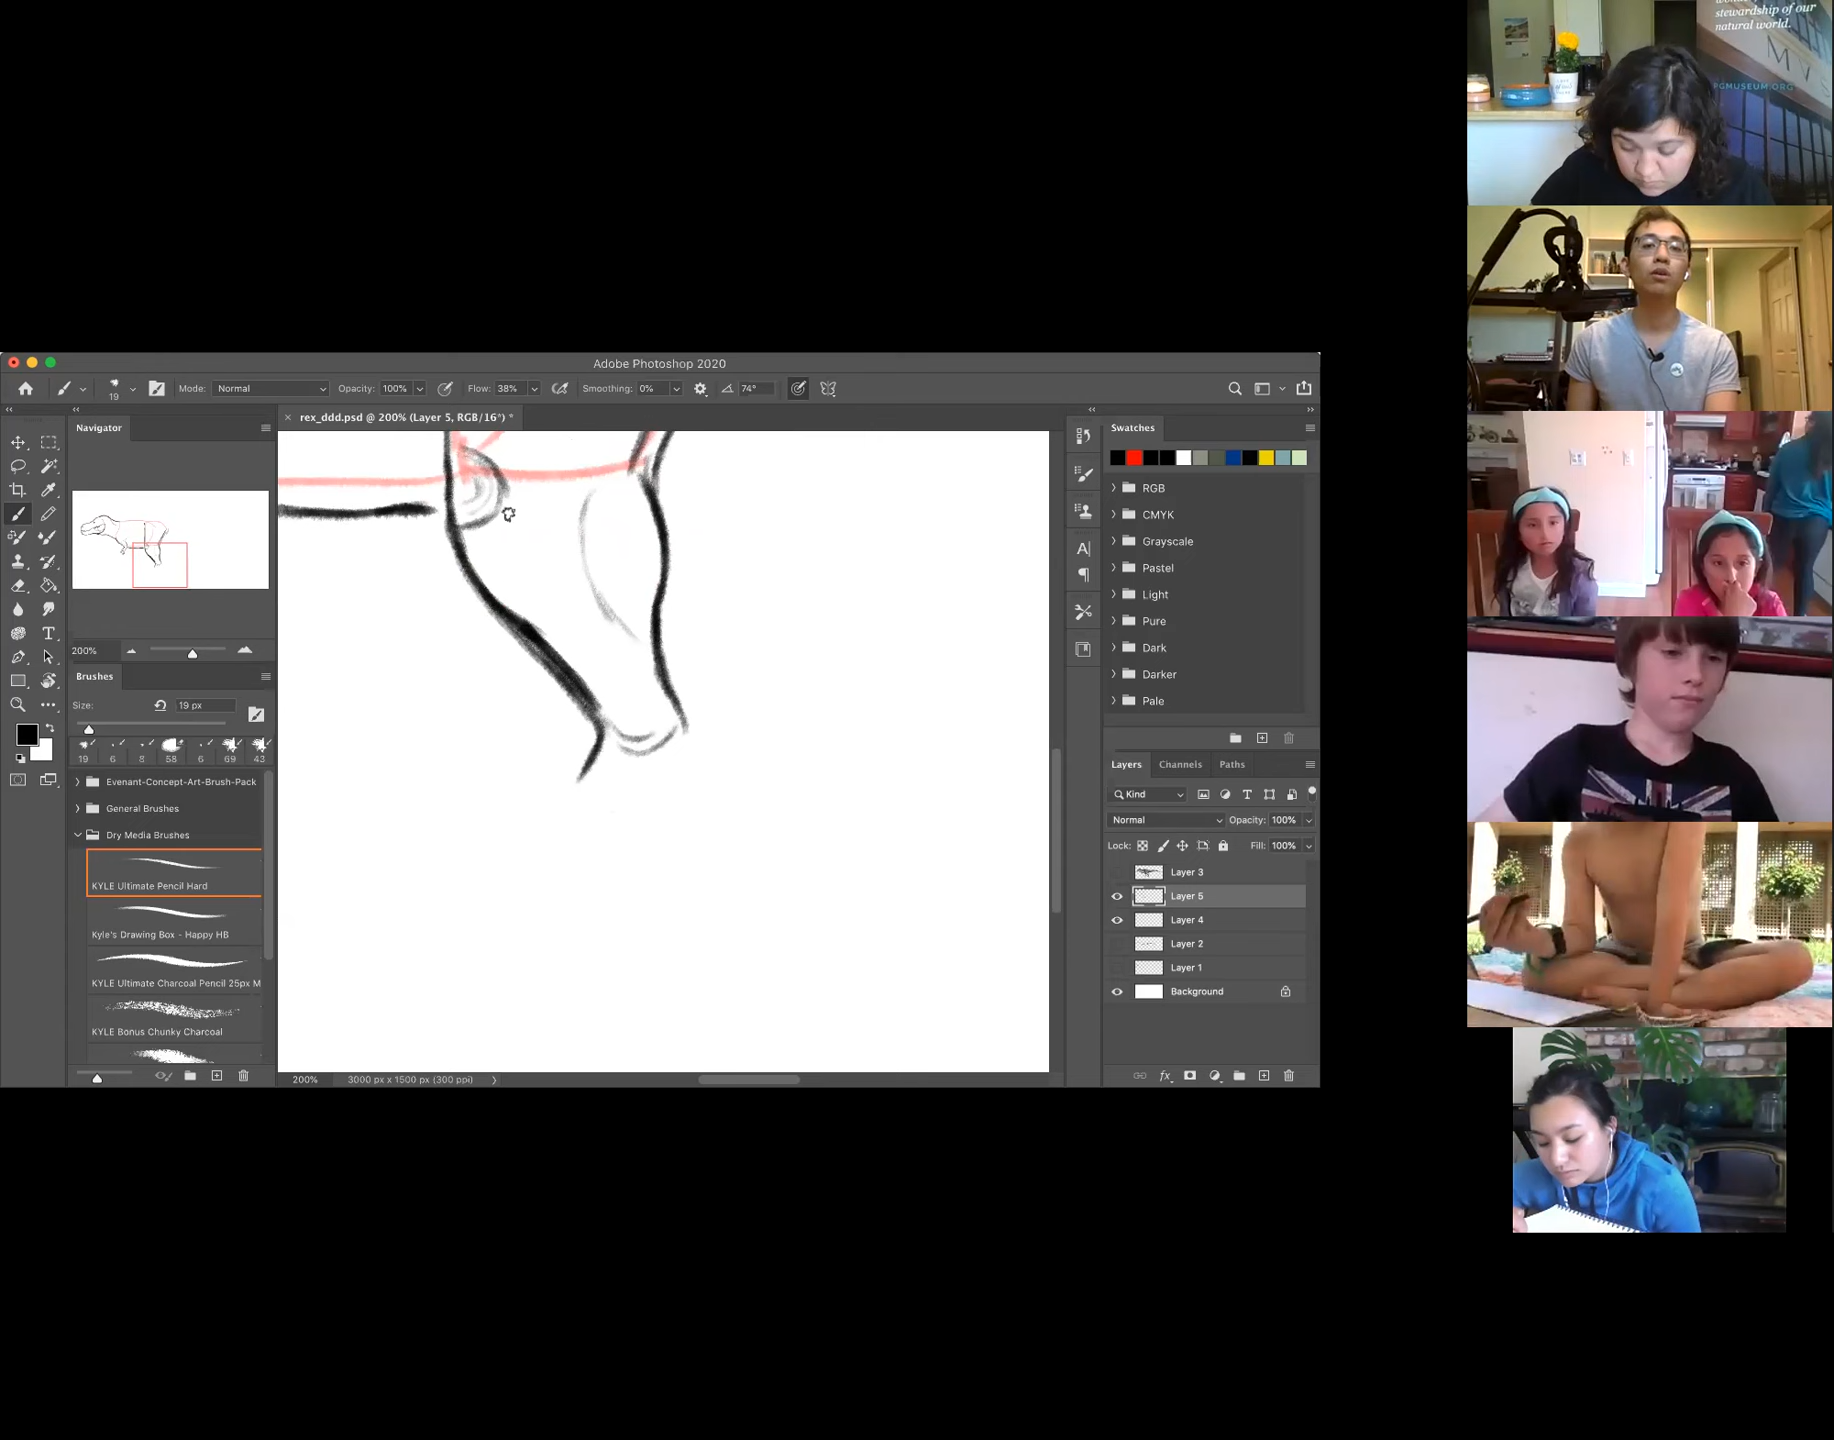 stewardship of our
natural world.
PGMUSEUM.ORG
Adobe Photoshop 2020
19
Mode: Normal
Opacity: 100%
Flow: 38%
Smoothing: 0%
74°
rex_ddd.psd @ 200% (Layer 5, RGB/16*) *
Navigator
200%
Brushes
Size: 19 px
19 6 8 58 6 69 43
Evenant-Concept-Art-Brush-Pack
General Brushes
Dry Media Brushes
KYLE Ultimate Pencil Hard
Kyle's Drawing Box - Happy HB
KYLE Ultimate Charcoal Pencil 25px M
KYLE Bonus Chunky Charcoal
200% 3000 px x 1500 px (300 ppi)
Swatches
RGB
CMYK
Grayscale
Pastel
Light
Pure
Dark
Darker
Pale
Layers Channels Paths
Kind
Normal Opacity: 100%
Lock: Fill: 100%
Layer 3
Layer 5
Layer 4
Layer 2
Layer 1
Background